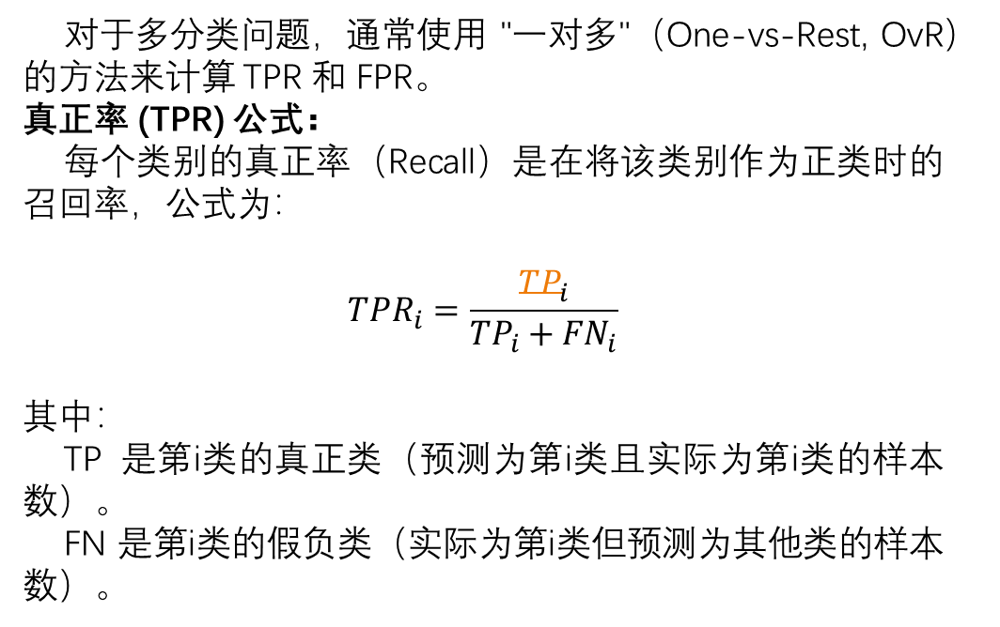 对于多分类问题，通常使用 "一对多"（One-vs-Rest, OvR）
的方法来计算 TPR 和 FPR。
真正率 (TPR) 公式：
每个类别的真正率（Recall）是在将该类别作为正类时的
召回率，公式为：
TPRᵢ = TPᵢ / (TPᵢ + FNᵢ)
其中：
TP 是第i类的真正类（预测为第i类且实际为第i类的样本
数）。
FN 是第i类的假负类（实际为第i类但预测为其他类的样本
数）。